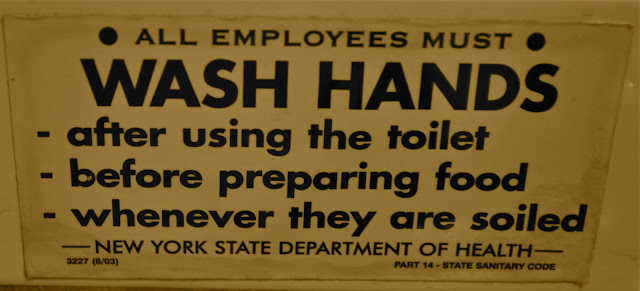 • ALL EMPLOYEES MUST •
WASH HANDS
- after using the toilet
- before preparing food
- whenever they are soiled
— NEW YORK STATE DEPARTMENT OF HEALTH —
3227 (6/03) PART 14 - STATE SANITARY CODE